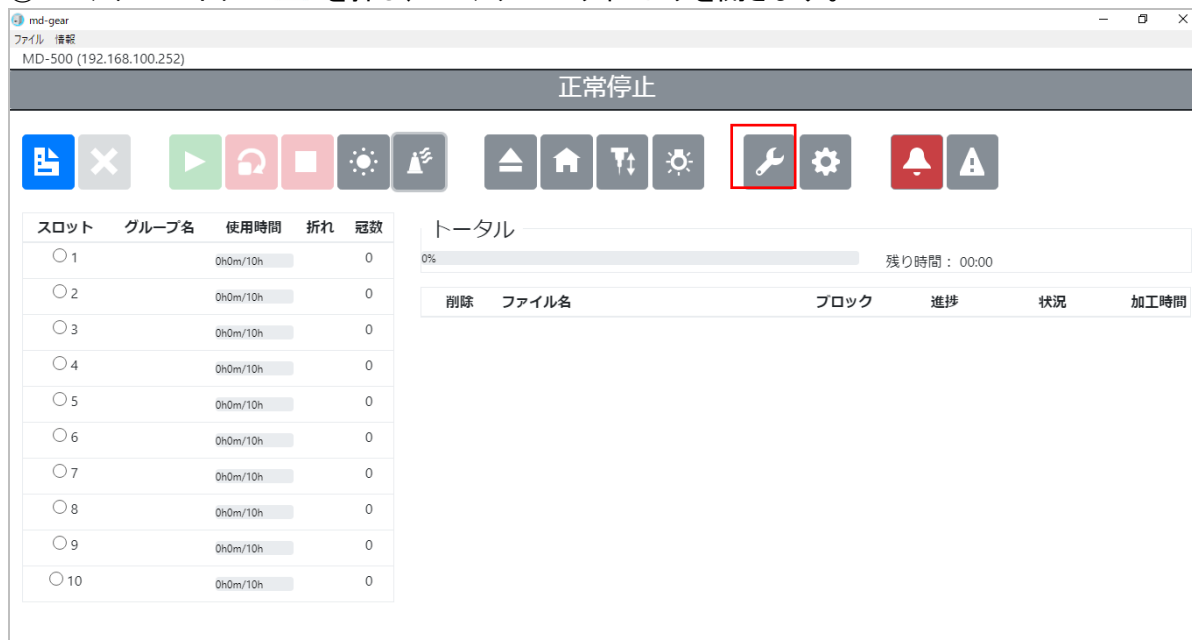 md-gear
ファイル 情報
MD-500 (192.168.100.252)
正常停止
スロット グループ名 使用時間 折れ 冠数
1 0h0m/10h 0
2 0h0m/10h 0
3 0h0m/10h 0
4 0h0m/10h 0
5 0h0m/10h 0
6 0h0m/10h 0
7 0h0m/10h 0
8 0h0m/10h 0
9 0h0m/10h 0
10 0h0m/10h 0
トータル
0% 残り時間： 00:00
削除 ファイル名 ブロック 進捗 状況 加工時間